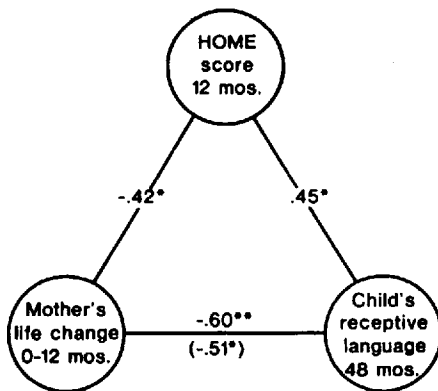 HOME
score
12 mos.
-.42*
.45*
Mother's
life change
0-12 mos.
-.60**
(-.51*)
Child's
receptive
language
48 mos.